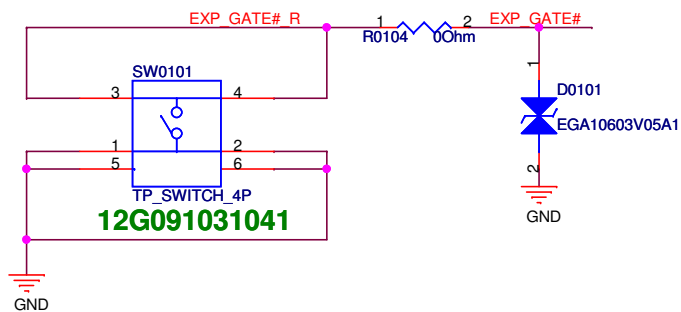 EXP_GATE#_R
1
2
EXP_GATE#
R0104
0Ohm
SW0101
3
4
1
D0101
EGA10603V05A1
1
2
5
6
2
TP_SWITCH_4P
12G091031041
GND
GND